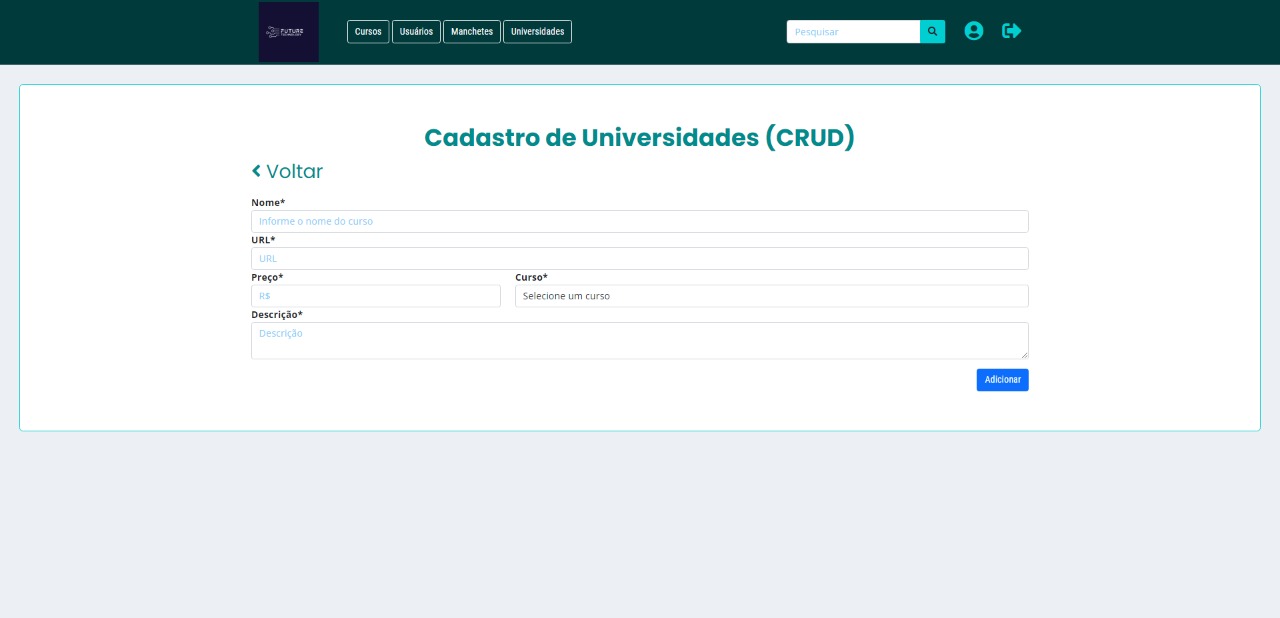 FUTURE
Cursos Usuários Manchetes Universidades Pesquisar
Cadastro de Universidades (CRUD)
Voltar
Nome*
Informe o nome do curso
URL*
URL
Preço* Curso*
R$ Selecione um curso
Descrição*
Descrição
Adicionar